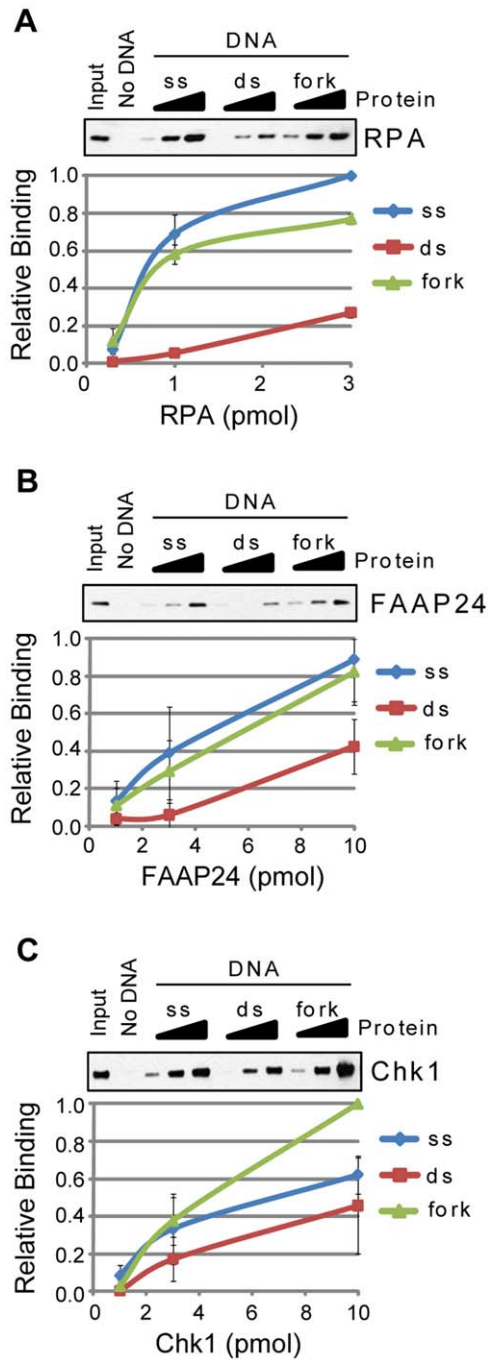 A
Input
No DNA
DNA
ss ds fork
Protein
RPA
Relative Binding
1.0
0.8
0.6
0.4
0.2
0.0
0 1 2 3
RPA (pmol)
ss
ds
fork
B
Input
No DNA
DNA
ss ds fork
Protein
FAAP24
Relative Binding
1.0
0.8
0.6
0.4
0.2
0.0
0 2 4 6 8 10
FAAP24 (pmol)
ss
ds
fork
C
Input
No DNA
DNA
ss ds fork
Protein
Chk1
Relative Binding
1.0
0.8
0.6
0.4
0.2
0.0
0 2 4 6 8 10
Chk1 (pmol)
ss
ds
fork